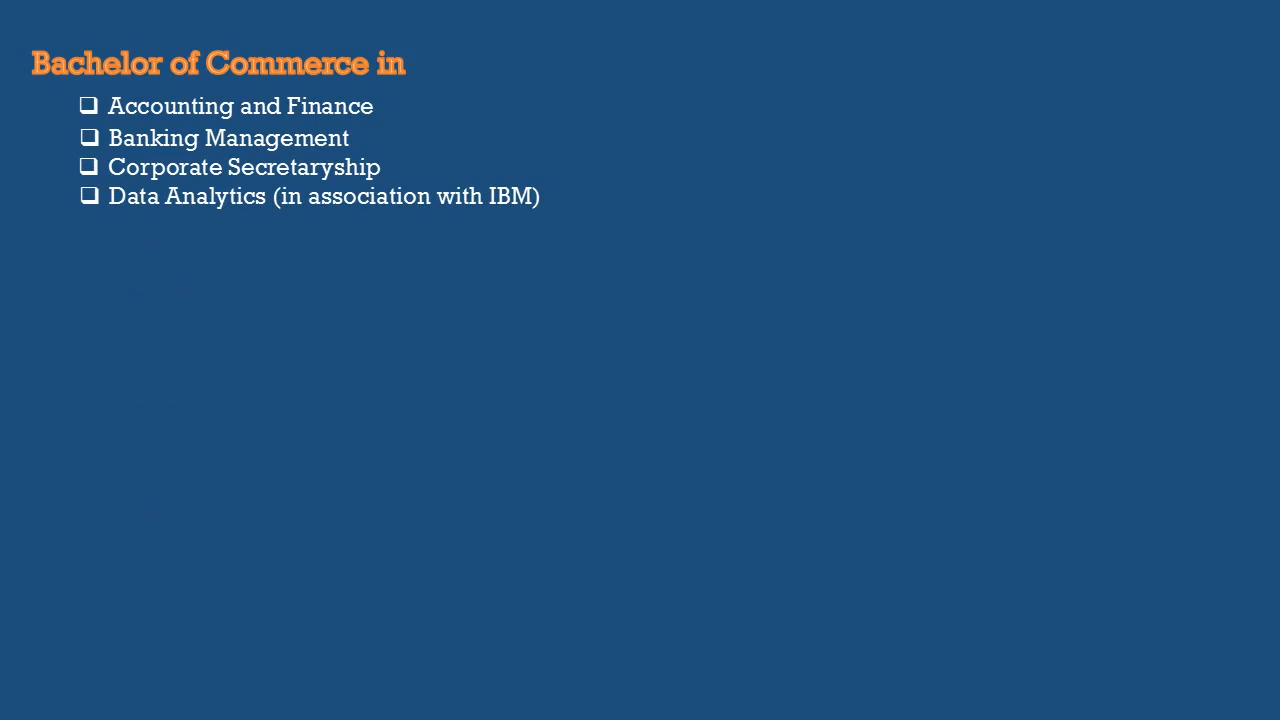 Bachelor of Commerce in
❑ Accounting and Finance
❑ Banking Management
❑ Corporate Secretaryship
❑ Data Analytics (in association with IBM)